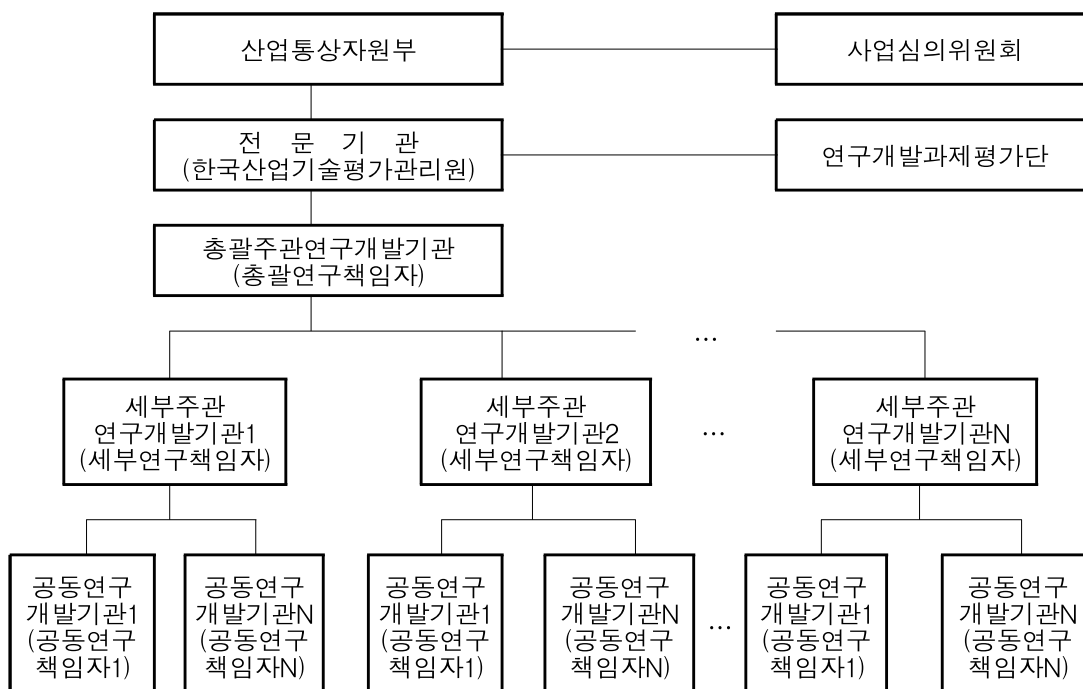 산업통상자원부
사업심의위원회
전 문 기 관
(한국산업기술평가관리원)
연구개발과제평가단
총괄주관연구개발기관
(총괄연구책임자)
...
세부주관
연구개발기관1
(세부연구책임자)
세부주관
연구개발기관2
(세부연구책임자)
...
세부주관
연구개발기관N
(세부연구책임자)
공동연구
개발기관1
(공동연구
책임자1)
공동연구
개발기관N
(공동연구
책임자N)
공동연구
개발기관1
(공동연구
책임자1)
공동연구
개발기관N
(공동연구
책임자N)
...
공동연구
개발기관1
(공동연구
책임자1)
공동연구
개발기관N
(공동연구
책임자N)